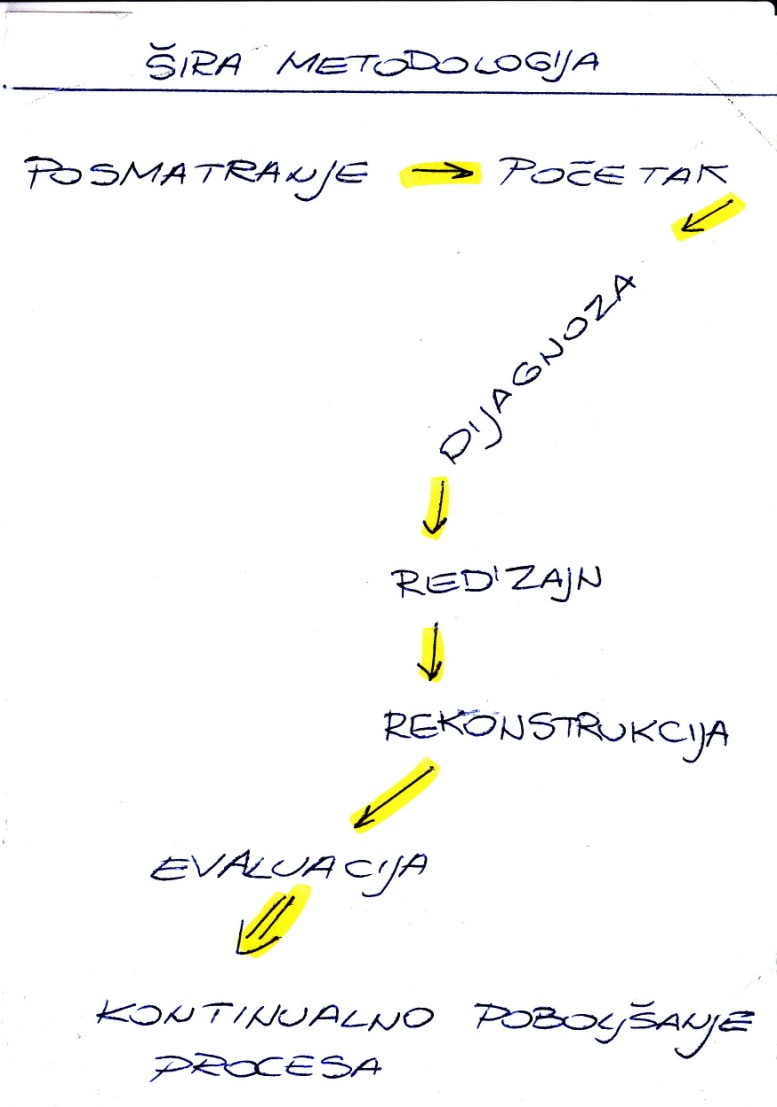 ŠIRA METODOLOGIJA
POSMATRANJE → POČETAK
DIJAGNOZA
REDIZAJN
REKONSTRUKCIJA
EVALUACIJA
KONTINUALNO POBOLJŠANJE
PROCESA